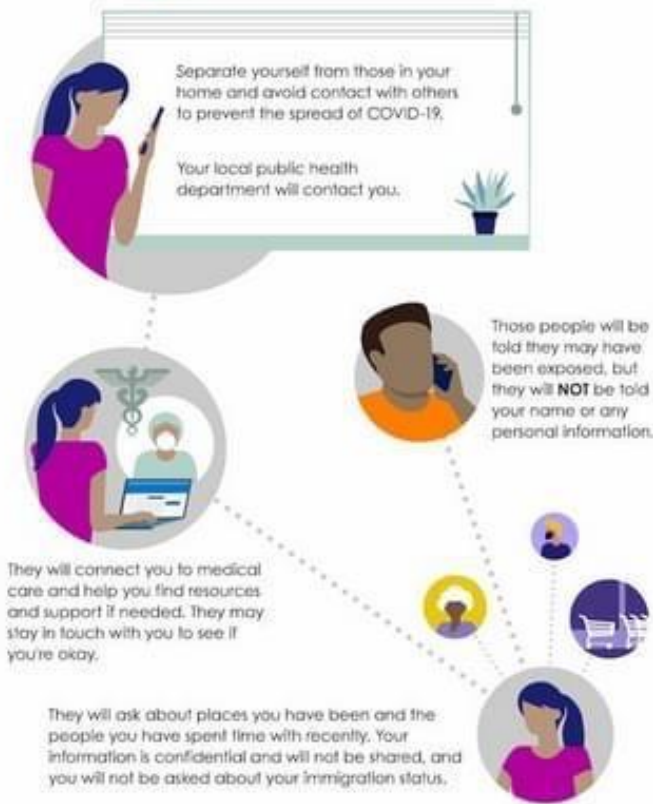 Separate yourself from those in your
home and avoid contact with others
to prevent the spread of COVID-19.
Your local public health
department will contact you.
They will connect you to medical
care and help you find resources
and support if needed. They may
stay in touch with you to see if
you're okay.
They will ask about places you have been and the
people you have spent time with recently. Your
information is confidential and will not be shared, and
you will not be asked about your immigration status.
Those people will be
told they may have
been exposed, but
they will NOT be told
your name or any
personal information.